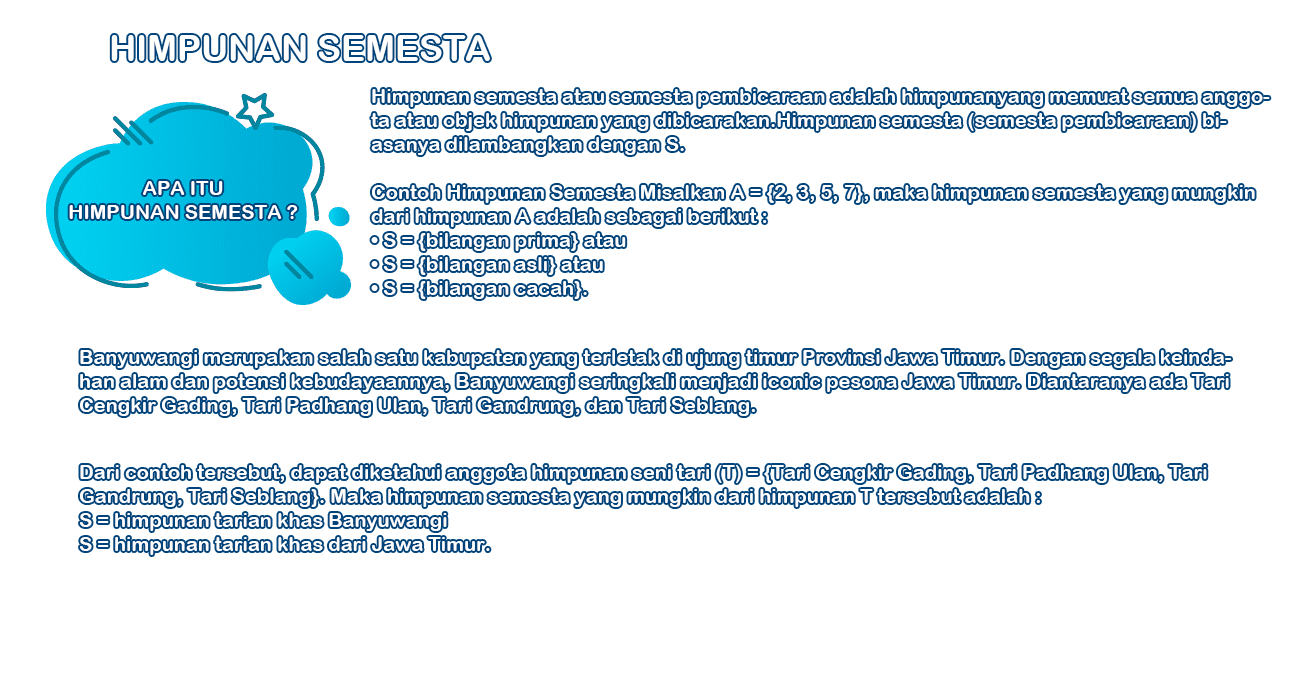 HIMPUNAN SEMESTA
APA ITU
HIMPUNAN SEMESTA ?
Himpunan semesta atau semesta pembicaraan adalah himpunanyang memuat semua anggo-
ta atau objek himpunan yang dibicarakan.Himpunan semesta (semesta pembicaraan) bi-
asanya dilambangkan dengan S.
Contoh Himpunan Semesta Misalkan A = {2, 3, 5, 7}, maka himpunan semesta yang mungkin
dari himpunan A adalah sebagai berikut :
• S = {bilangan prima} atau
• S = {bilangan asli} atau
• S = {bilangan cacah}.
Banyuwangi merupakan salah satu kabupaten yang terletak di ujung timur Provinsi Jawa Timur. Dengan segala keinda-
han alam dan potensi kebudayaannya, Banyuwangi seringkali menjadi iconic pesona Jawa Timur. Diantaranya ada Tari
Cengkir Gading, Tari Padhang Ulan, Tari Gandrung, dan Tari Seblang.
Dari contoh tersebut, dapat diketahui anggota himpunan seni tari (T) = {Tari Cengkir Gading, Tari Padhang Ulan, Tari
Gandrung, Tari Seblang}. Maka himpunan semesta yang mungkin dari himpunan T tersebut adalah :
S = himpunan tarian khas Banyuwangi
S = himpunan tarian khas dari Jawa Timur.